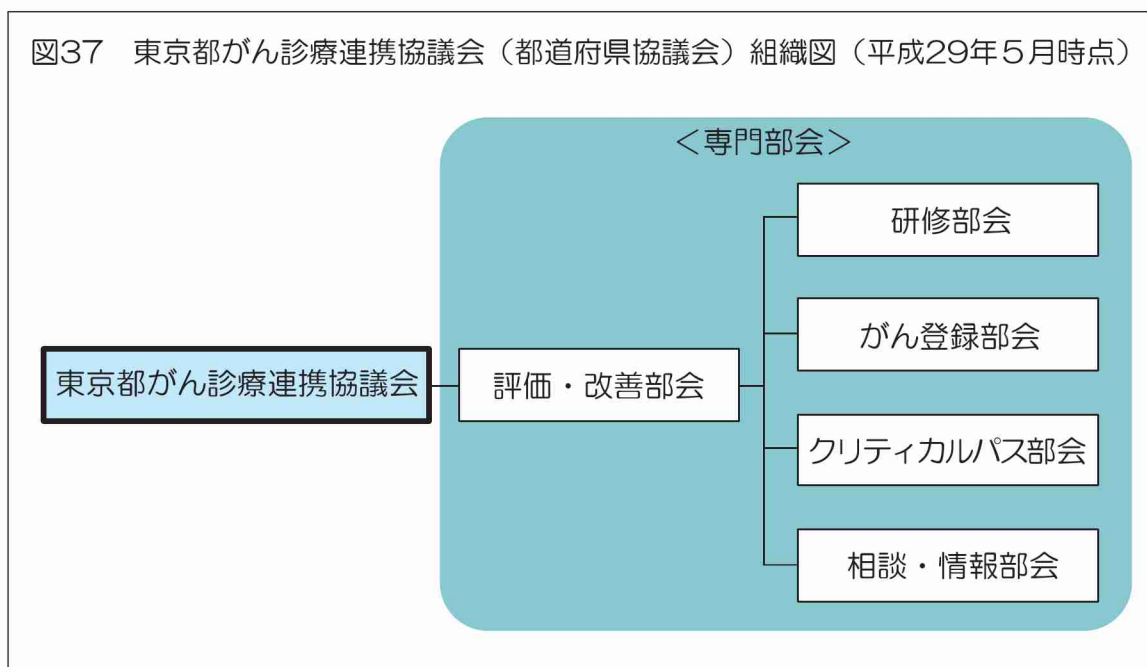 図37　東京都がん診療連携協議会（都道府県協議会）組織図（平成29年５月時点）
＜専門部会＞
東京都がん診療連携協議会
評価・改善部会
研修部会
がん登録部会
クリティカルパス部会
相談・情報部会